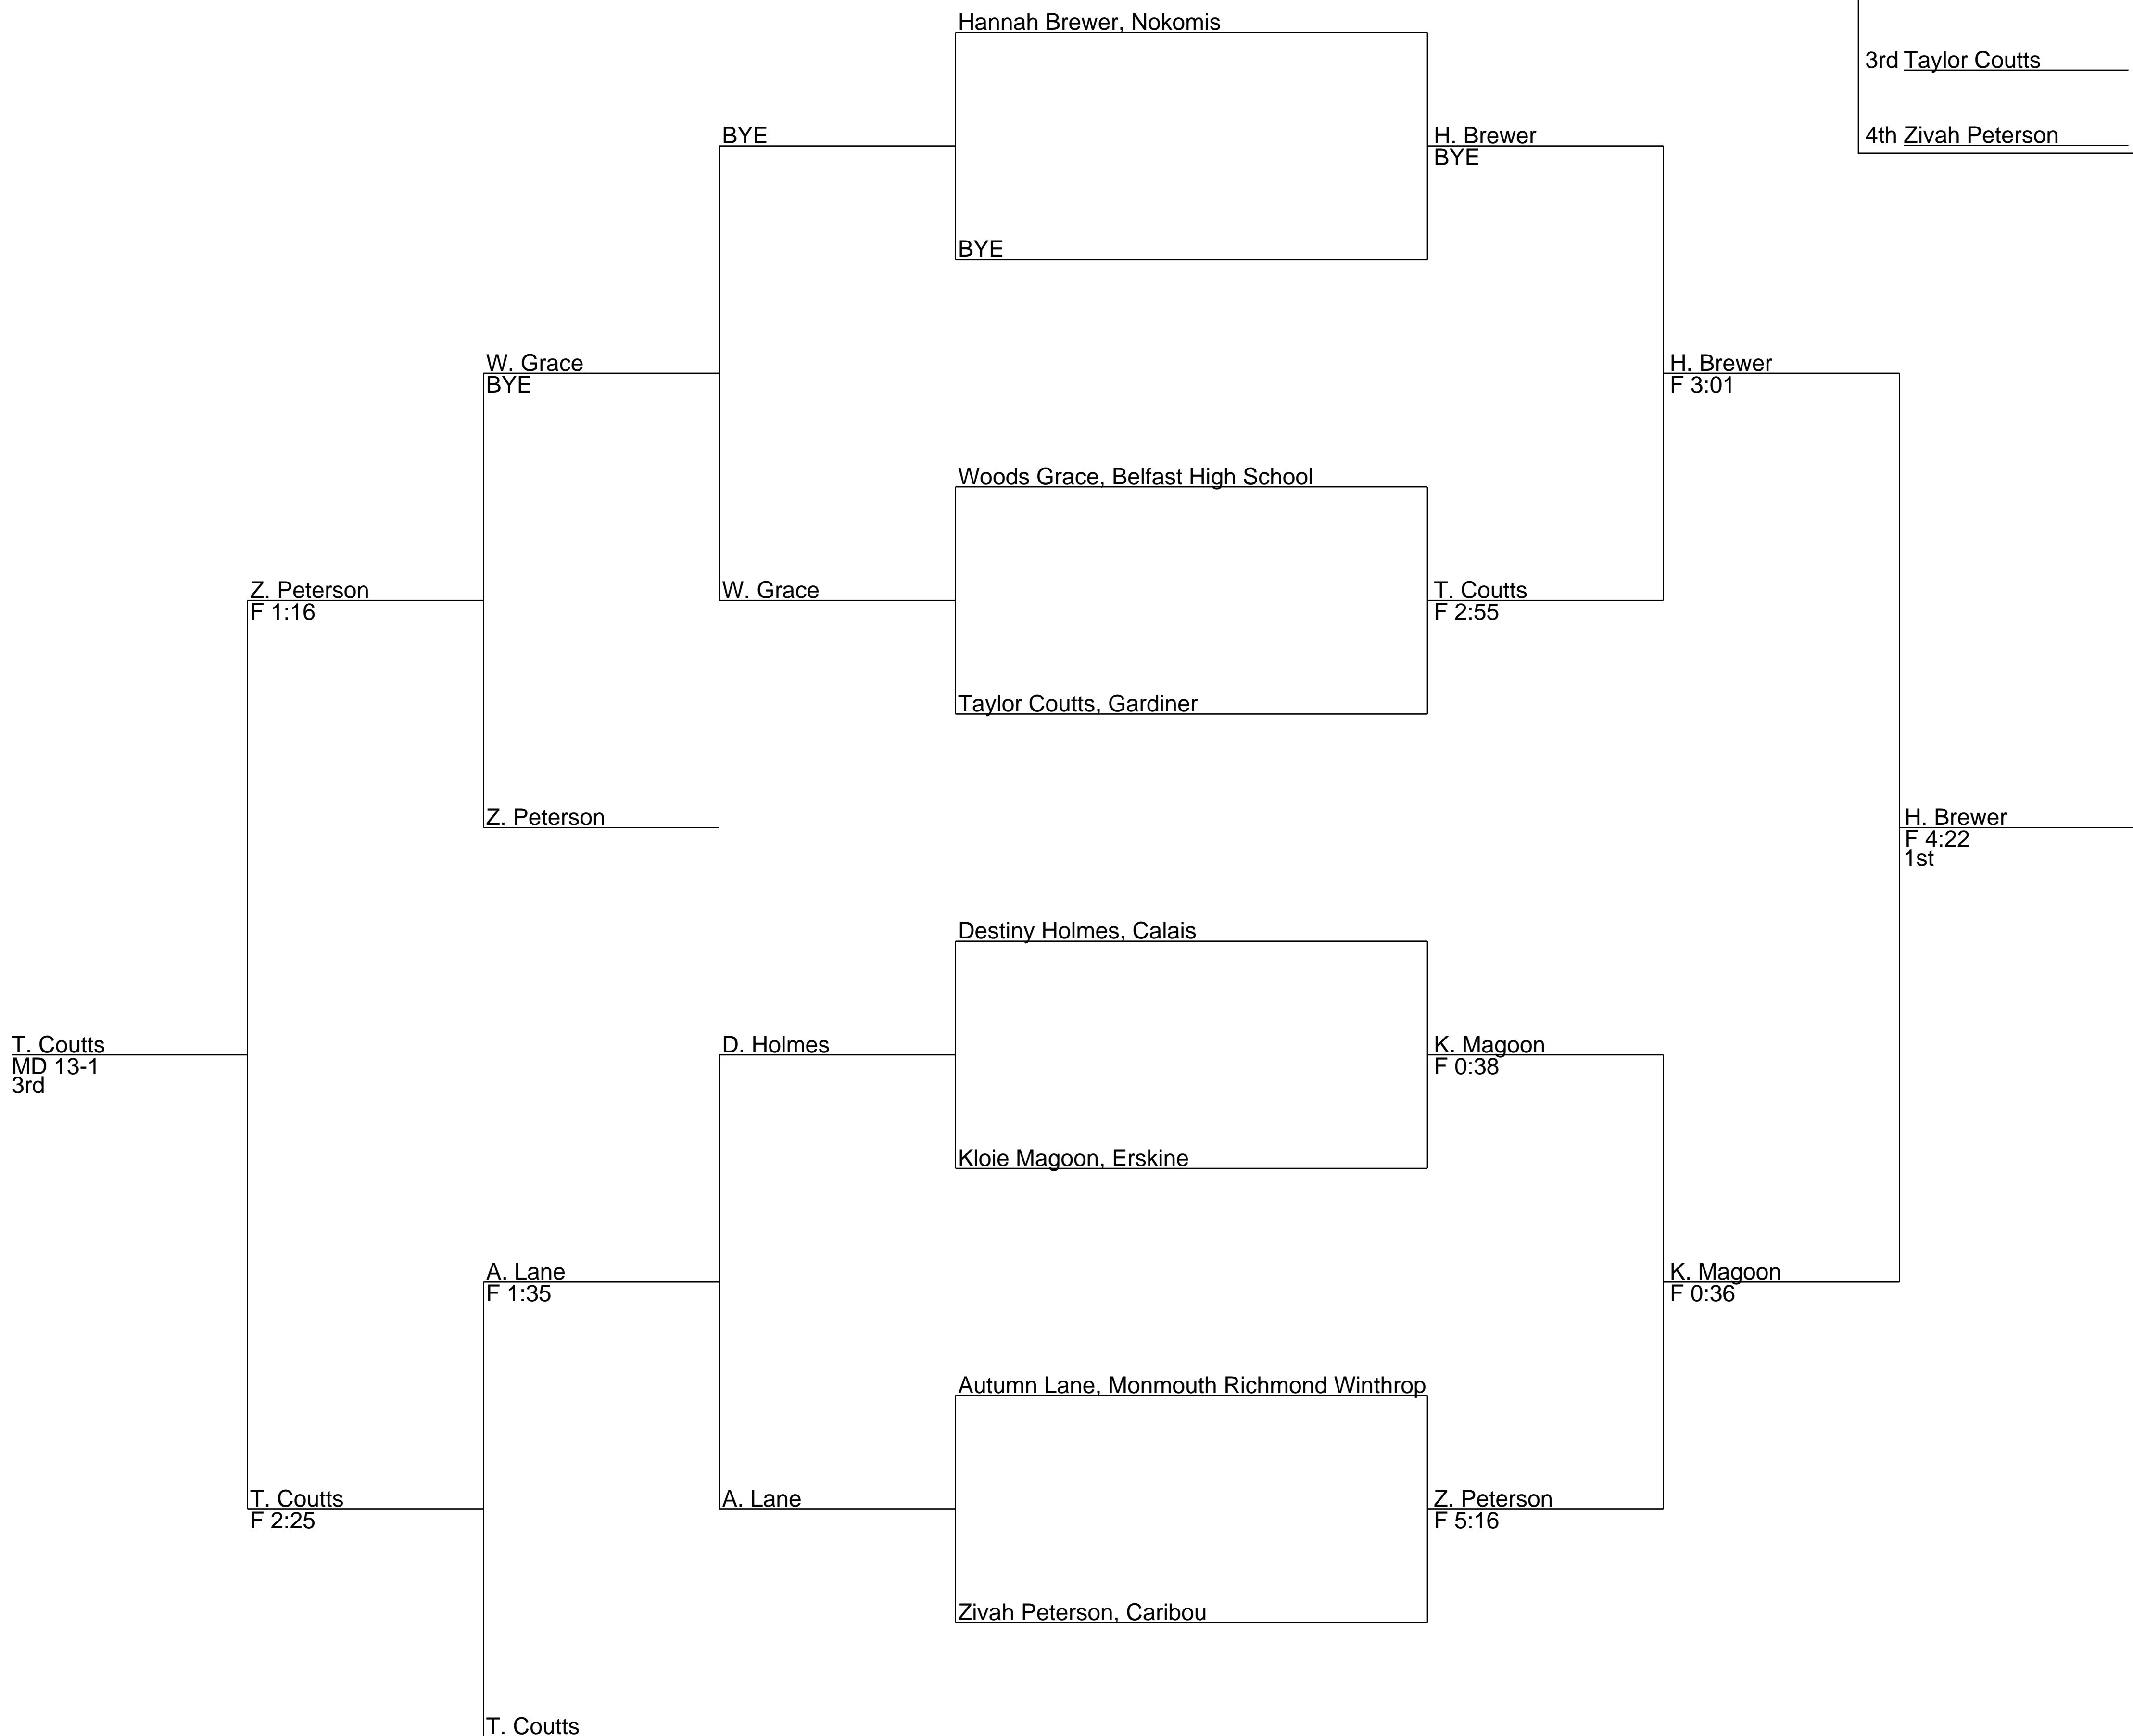 Hannah Brewer, Nokomis
3rd Taylor Coutts
BYE
H. Brewer
BYE
4th Zivah Peterson
BYE
W. Grace
BYE
H. Brewer
F 3:01
Woods Grace, Belfast High School
Z. Peterson
F 1:16
W. Grace
T. Coutts
F 2:55
Taylor Coutts, Gardiner
Z. Peterson
H. Brewer
F 4:22
1st
Destiny Holmes, Calais
T. Coutts
MD 13-1
3rd
D. Holmes
K. Magoon
F 0:38
Kloie Magoon, Erskine
A. Lane
F 1:35
K. Magoon
F 0:36
Autumn Lane, Monmouth Richmond Winthrop
T. Coutts
F 2:25
A. Lane
Z. Peterson
F 5:16
Zivah Peterson, Caribou
T. Coutts